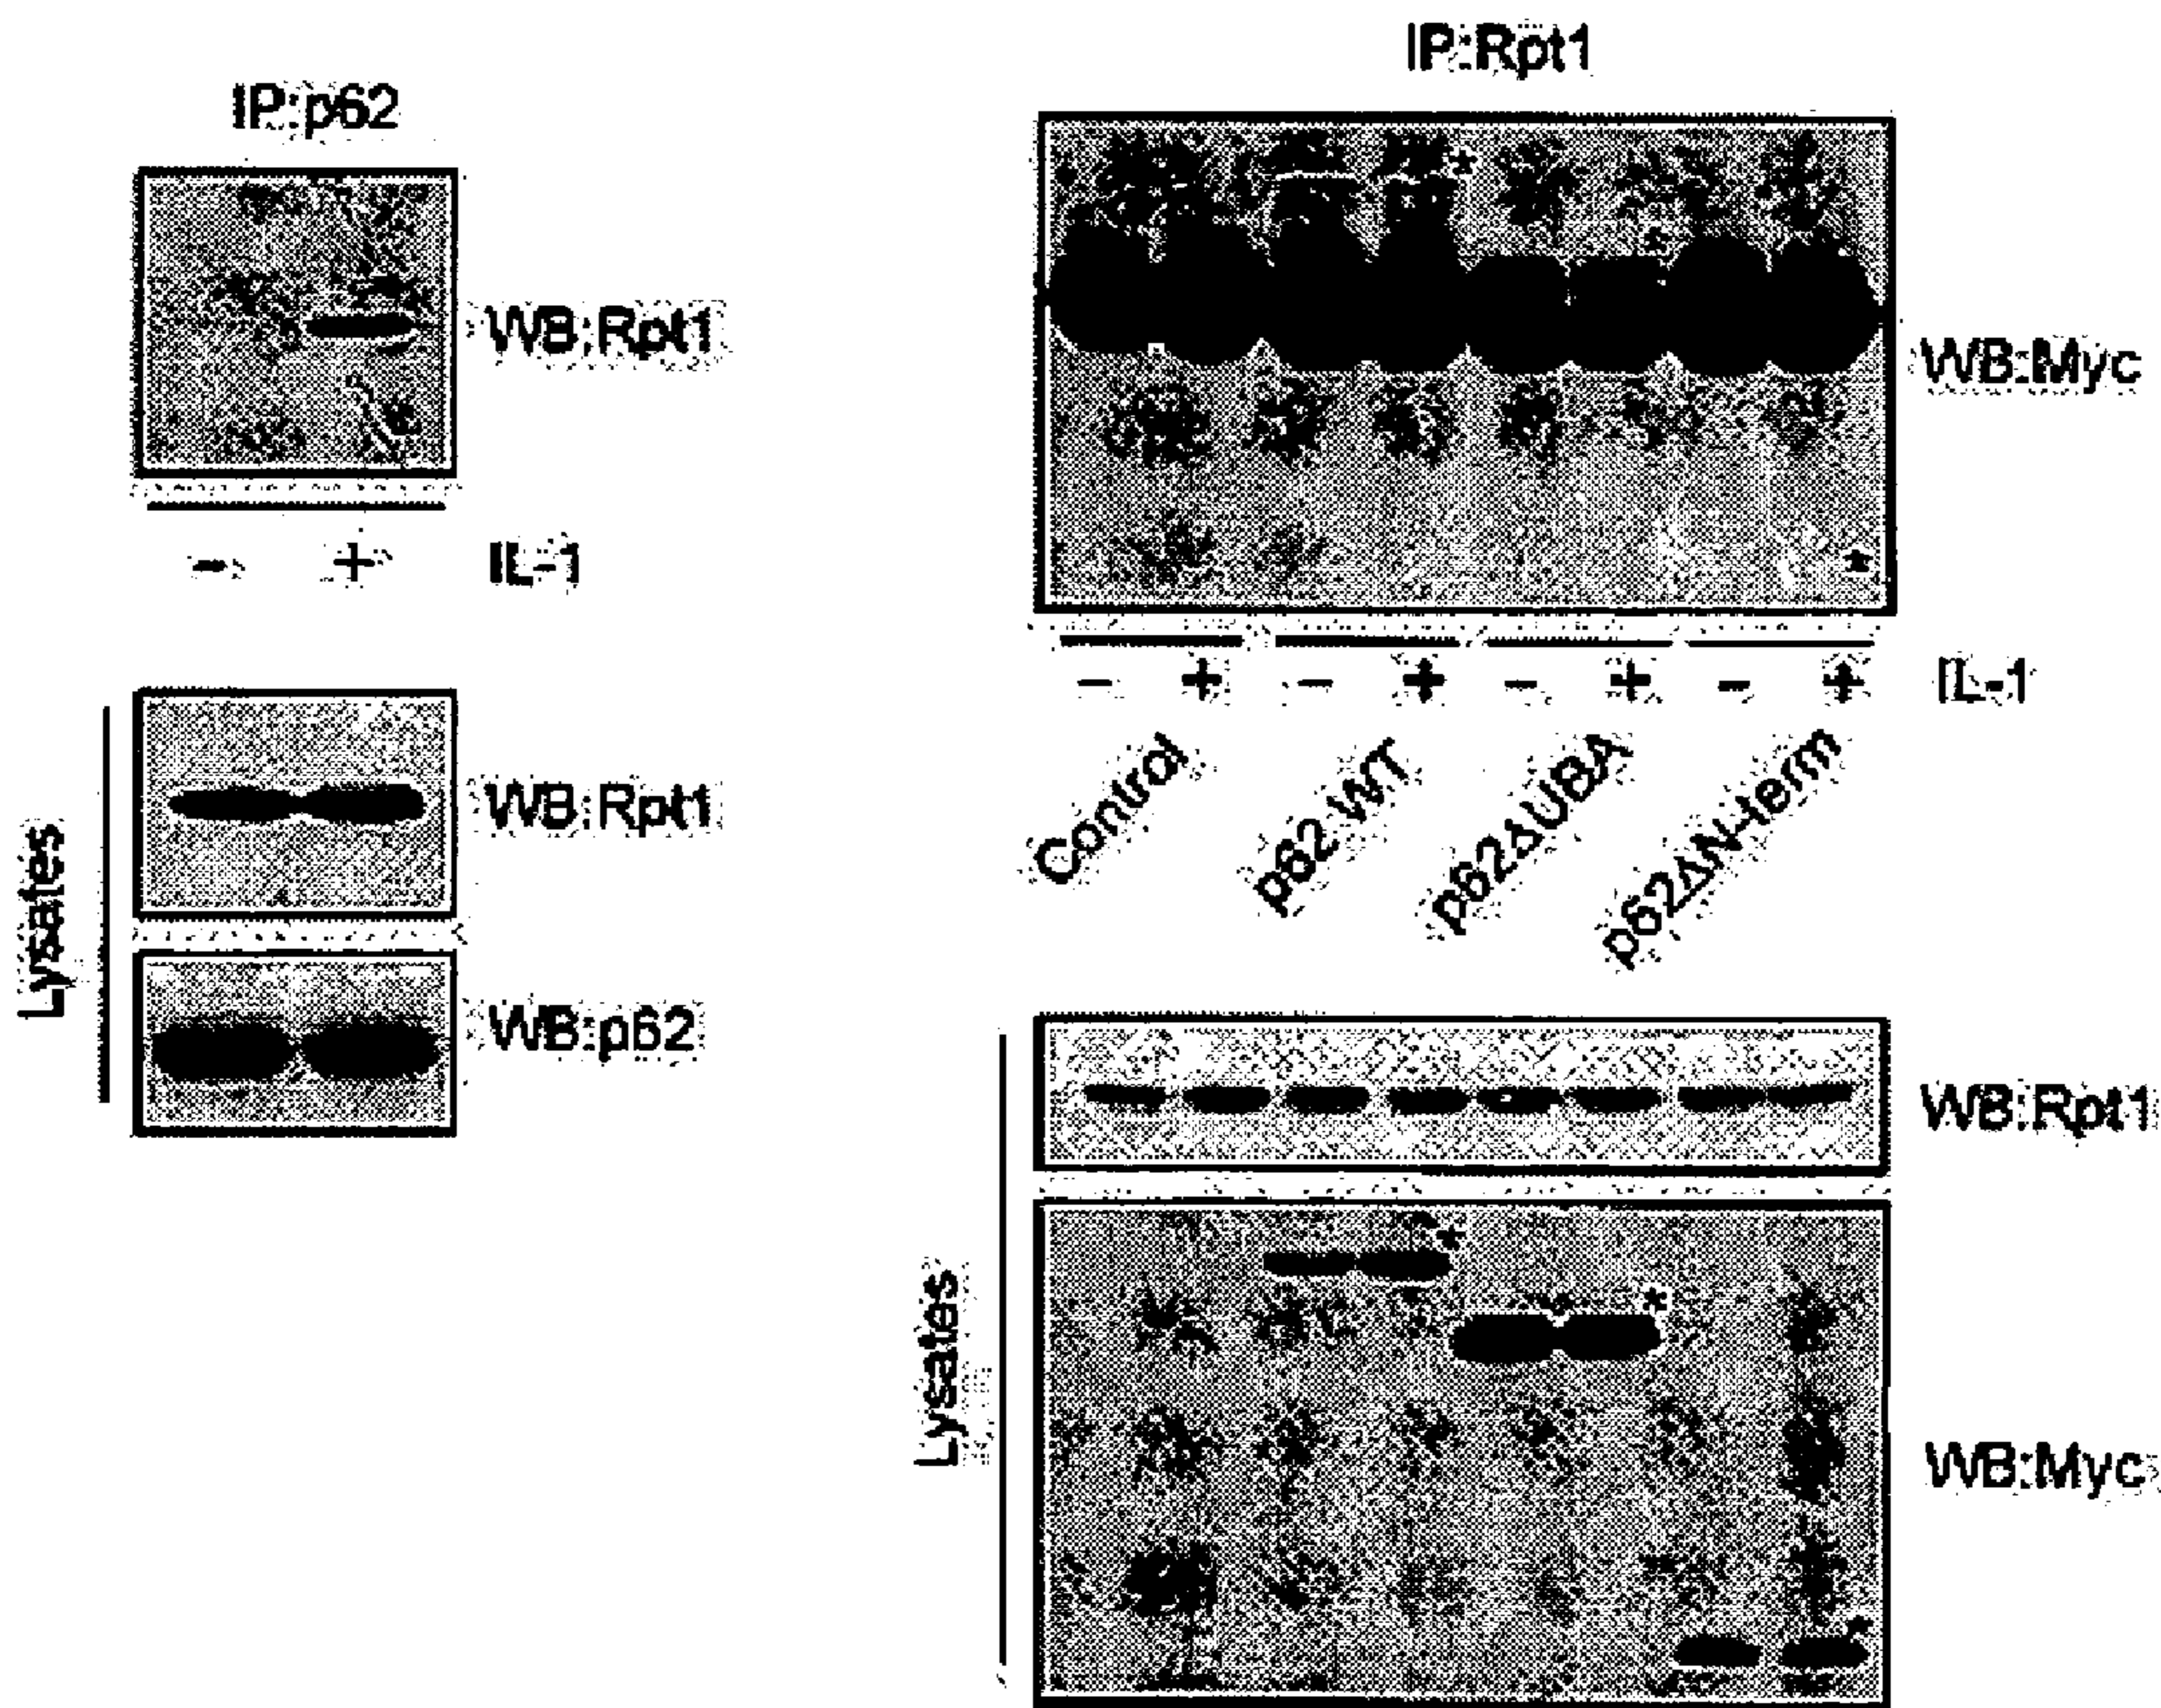 IP:p62
WB:Rpt1
- + IL-1
Lysates
WB:Rpt1
WB:p62
IP:Rpt1
*
*
WB:Myc
*
- + - + - + - + IL-1
Control
p62 WT
p62ΔUBA
p62ΔN-term
Lysates
WB:Rpt1
*
*
WB:Myc
*